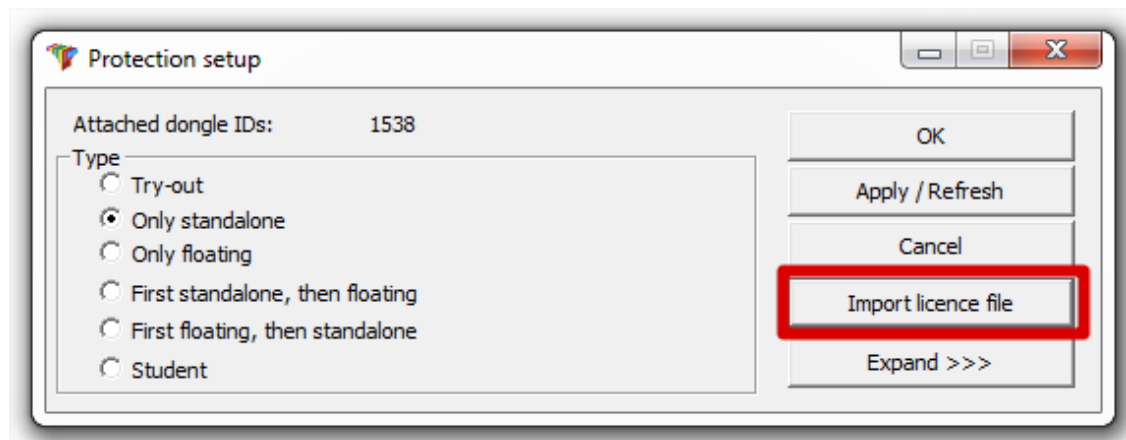 Protection setup
Attached dongle IDs: 1538
Type
Try-out
Only standalone
Only floating
First standalone, then floating
First floating, then standalone
Student
OK
Apply / Refresh
Cancel
Import licence file
Expand >>>